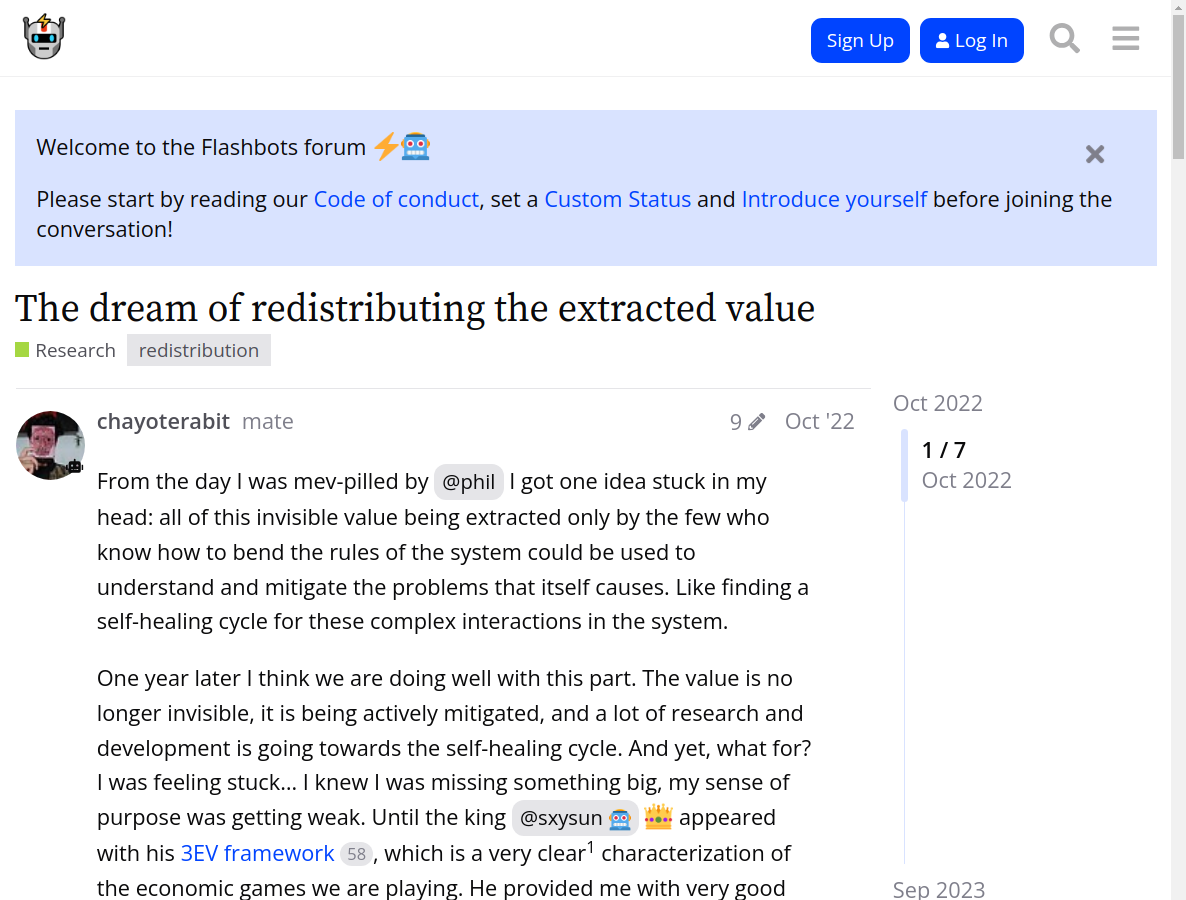 Sign Up
Log In
Welcome to the Flashbots forum
Please start by reading our Code of conduct, set a Custom Status and Introduce yourself before joining the
conversation!
The dream of redistributing the extracted value
Research redistribution
chayoterabit mate 9 Oct '22
Oct 2022
1 / 7
Oct 2022
From the day I was mev-pilled by @phil I got one idea stuck in my
head: all of this invisible value being extracted only by the few who
know how to bend the rules of the system could be used to
understand and mitigate the problems that itself causes. Like finding a
self-healing cycle for these complex interactions in the system.
One year later I think we are doing well with this part. The value is no
longer invisible, it is being actively mitigated, and a lot of research and
development is going towards the self-healing cycle. And yet, what for?
I was feeling stuck… I knew I was missing something big, my sense of
purpose was getting weak. Until the king @sxysun appeared
with his 3EV framework 58, which is a very clear1 characterization of
the economic games we are playing. He provided me with very good
Sep 2023